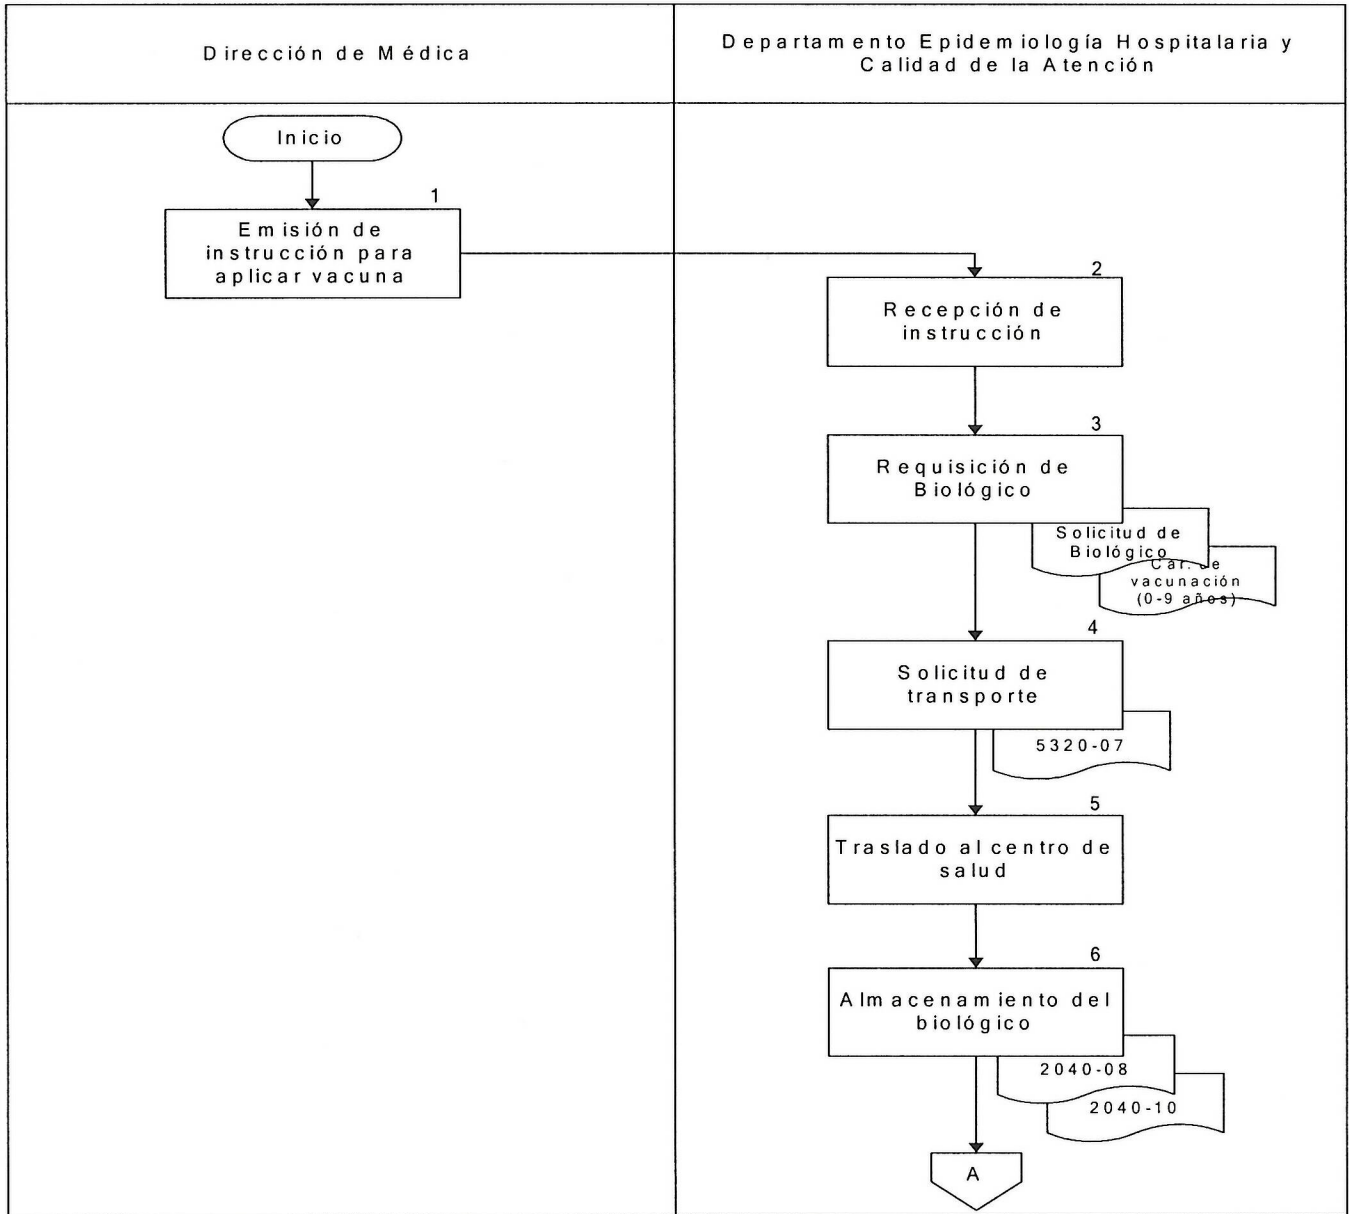 Dirección de Médica
Departamento Epidemiología Hospitalaria y
Calidad de la Atención
Inicio
1
Emisión de
instrucción para
aplicar vacuna
2
Recepción de
instrucción
3
Requisición de
Biológico
Solicitud de
Biológico
Car. de
vacunación
(0-9 años)
4
Solicitud de
transporte
5320-07
5
Traslado al centro de
salud
6
Almacenamiento del
biológico
2040-08
2040-10
A